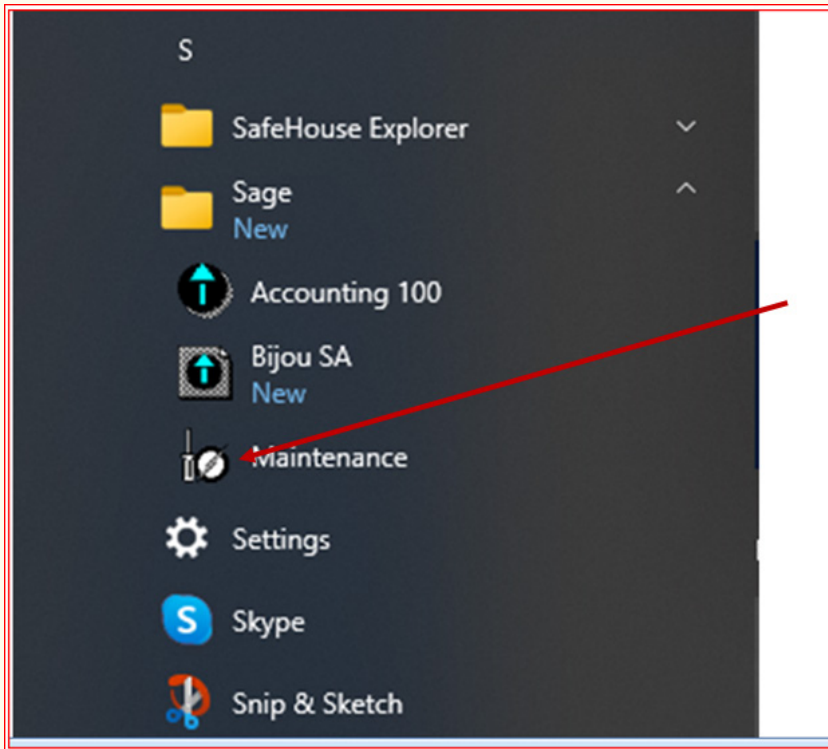 S
SafeHouse Explorer
Sage
New
Accounting 100
Bijou SA
New
Maintenance
Settings
S
Skype
Snip & Sketch